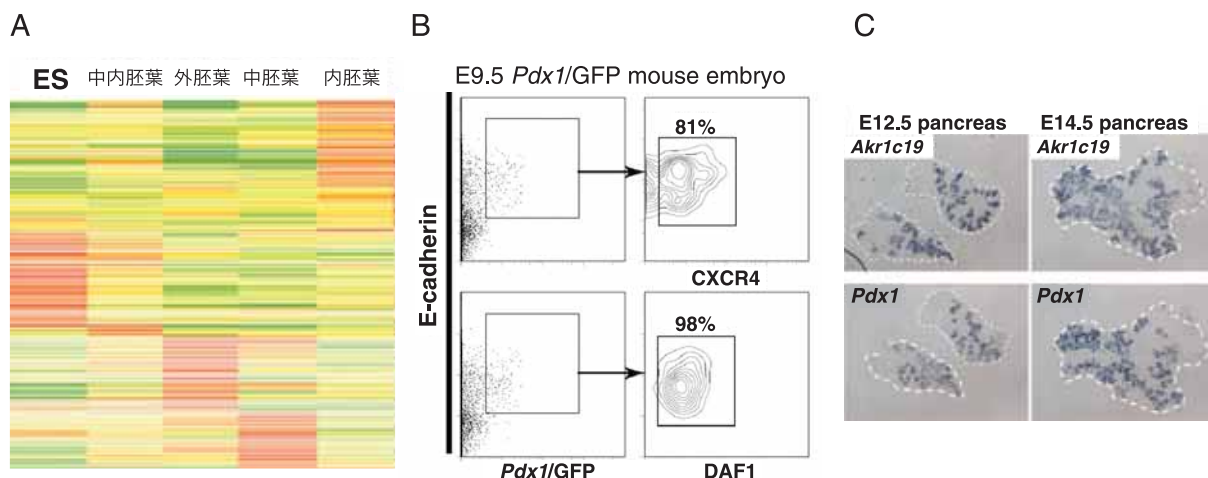 A
ES 中内胚葉 外胚葉 中胚葉 内胚葉
B
E9.5 Pdx1/GFP mouse embryo
81%
CXCR4
98%
E-cadherin
Pdx1/GFP
DAF1
C
E12.5 pancreas
E14.5 pancreas
Akr1c19
Akr1c19
Pdx1
Pdx1